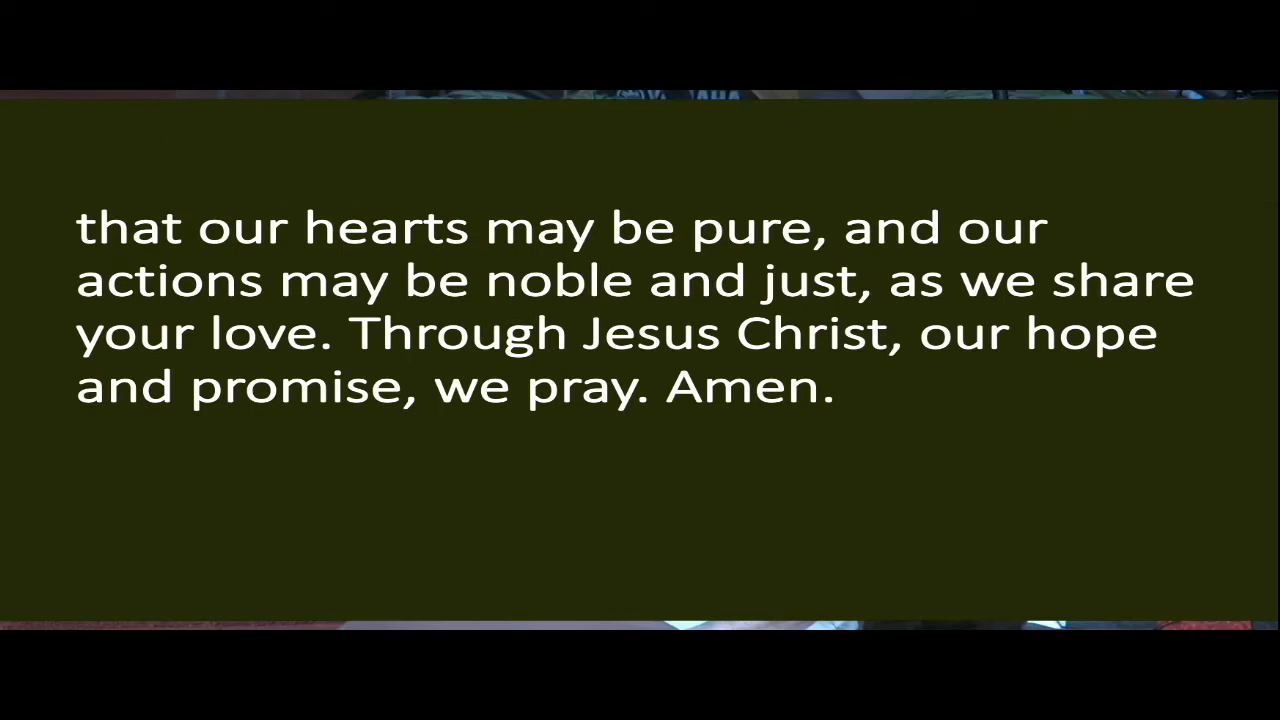 that our hearts may be pure, and our
actions may be noble and just, as we share
your love. Through Jesus Christ, our hope
and promise, we pray. Amen.